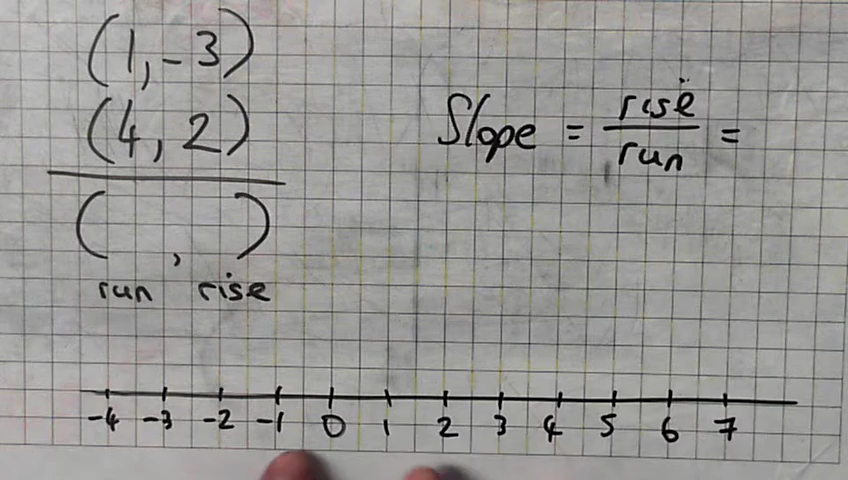 (1, -3)
(4, 2)
( , )
run rise
Slope = rise/run =
-4 -3 -2 -1 0 1 2 3 4 5 6 7